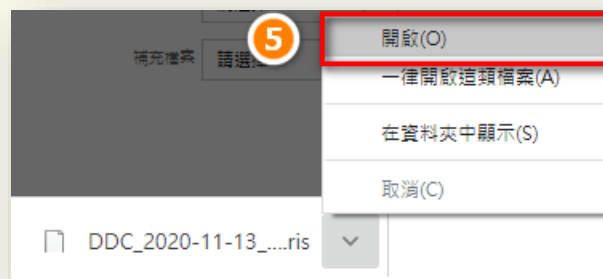 5
開啟(O)
補充檔案 請選擇
一律開啟這類檔案(A)
在資料夾中顯示(S)
取消(C)
DDC_2020-11-13_....ris